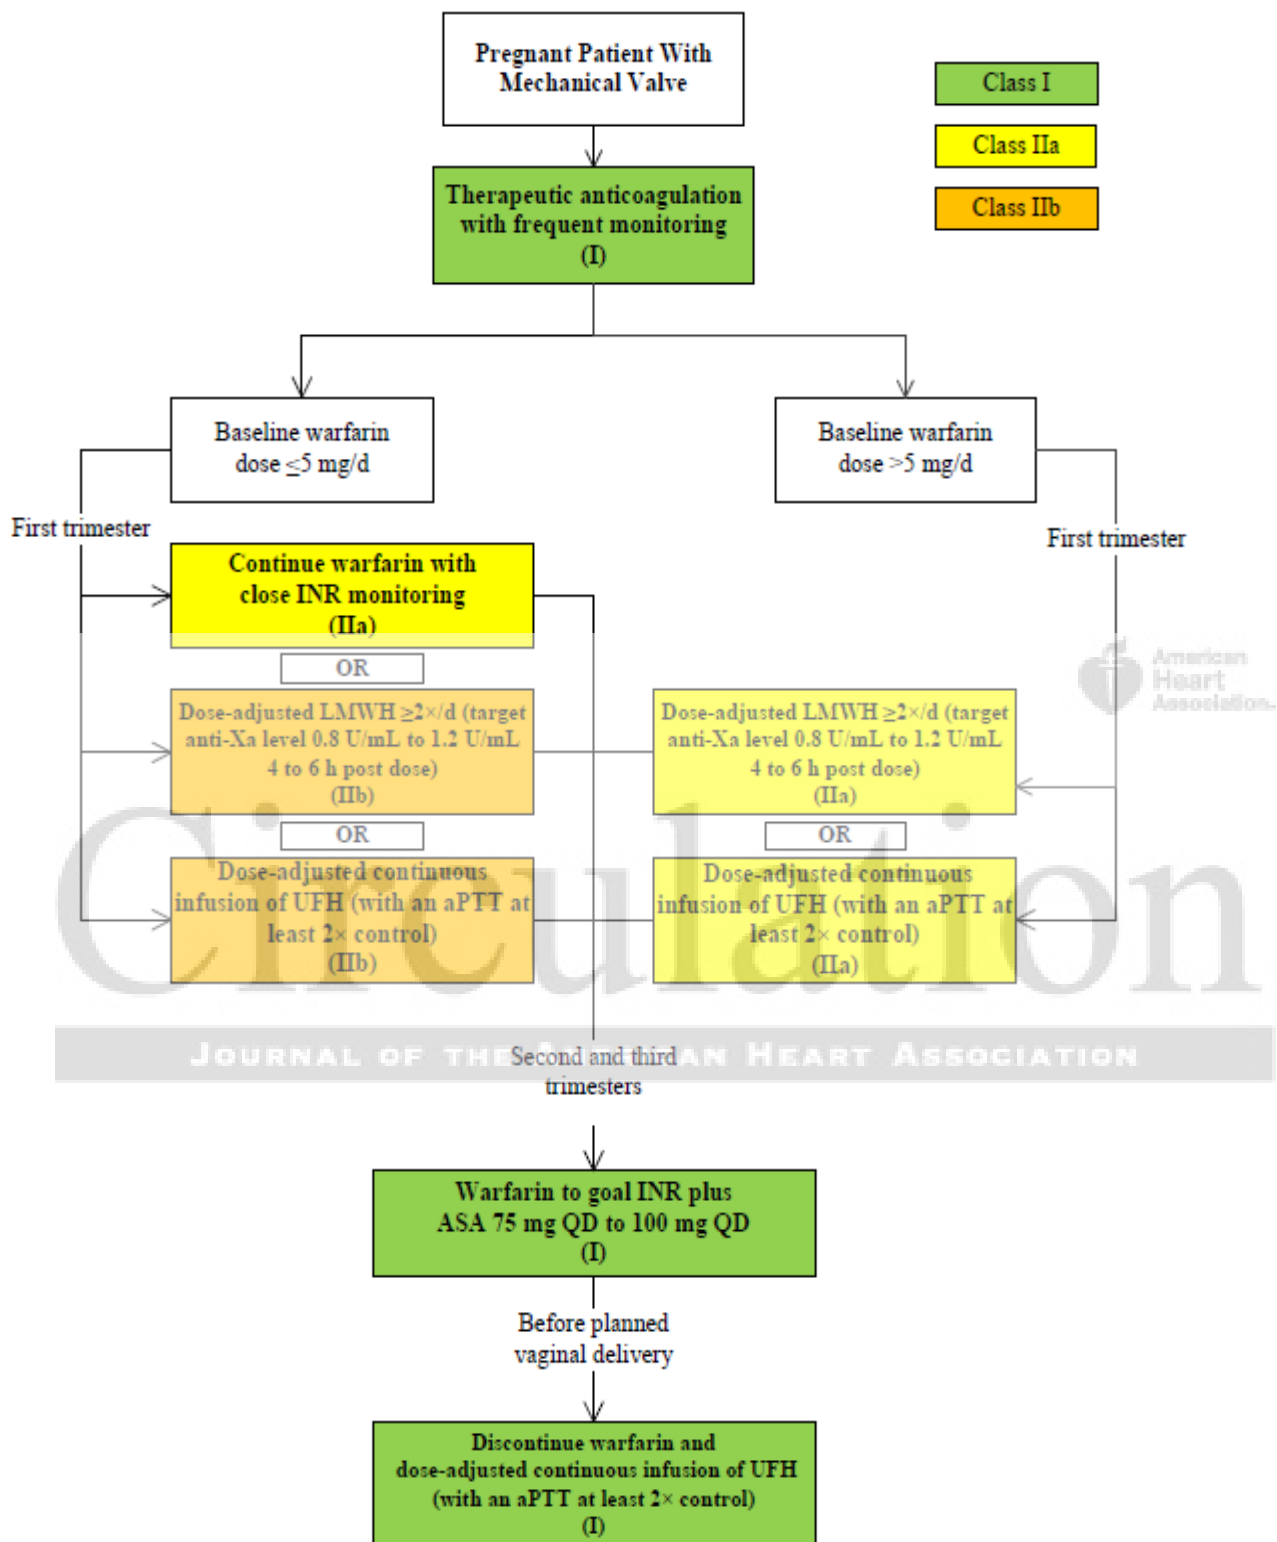 Pregnant Patient With
Mechanical Valve
Class I
Class IIa
Class IIb
Therapeutic anticoagulation
with frequent monitoring
(I)
Baseline warfarin
dose ≤5 mg/d
Baseline warfarin
dose >5 mg/d
First trimester
First trimester
Continue warfarin with
close INR monitoring
(IIa)
OR
Dose-adjusted LMWH ≥2×/d (target
anti-Xa level 0.8 U/mL to 1.2 U/mL
4 to 6 h post dose)
(IIb)
OR
Dose-adjusted continuous
infusion of UFH (with an aPTT at
least 2× control)
(IIb)
Dose-adjusted LMWH ≥2×/d (target
anti-Xa level 0.8 U/mL to 1.2 U/mL
4 to 6 h post dose)
(IIa)
OR
Dose-adjusted continuous
infusion of UFH (with an aPTT at
least 2× control)
(IIa)
American
Heart
Association
Circulation
JOURNAL OF THE AMERICAN HEART ASSOCIATION
Second and third
trimesters
Warfarin to goal INR plus
ASA 75 mg QD to 100 mg QD
(I)
Before planned
vaginal delivery
Discontinue warfarin and
dose-adjusted continuous infusion of UFH
(with an aPTT at least 2× control)
(I)